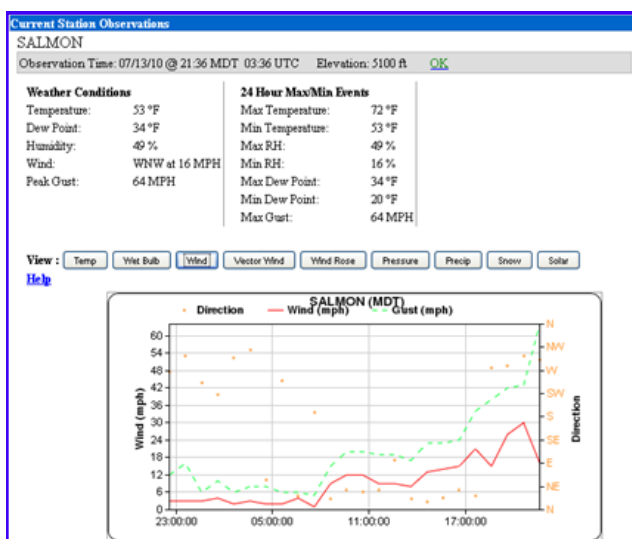 Current Station Observations
SALMON
Observation Time: 07/13/10 @ 21:36 MDT 03:36 UTC Elevation: 5100 ft OK
Weather Conditions 24 Hour Max/Min Events
Temperature: 53 °F Max Temperature: 72 °F
Dew Point: 34 °F Min Temperature: 53 °F
Humidity: 49 % Max RH: 49 %
Wind: WNW at 16 MPH Min RH: 16 %
Peak Gust: 64 MPH Max Dew Point: 34 °F
Min Dew Point: 20 °F
Max Gust: 64 MPH
View : Temp Wet Bulb Wind Vector Wind Wind Rose Pressure Precip Snow Solar
Help
SALMON (MDT)
Direction Wind (mph) Gust (mph)
60 N
54 NW
48 W
42 SW
36 S
30 SE
24 E
18 NE
12 N
6
0
Wind (mph)
Direction
23:00:00 05:00:00 11:00:00 17:00:00